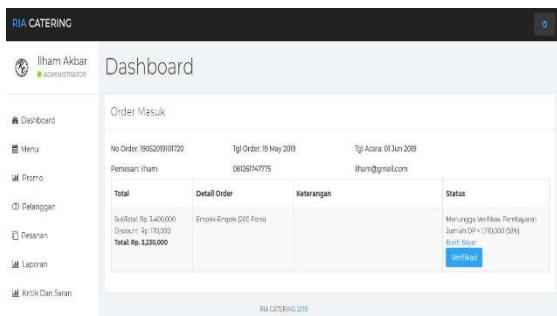 RIA CATERING
Ilham Akbar
ADMINISTRATOR
Dashboard
Dashboard
Menu
Promo
Pelanggan
Pesanan
Laporan
Kritik Dan Saran
Order Masuk
No Order: 19052019101720 Tgl Order: 19 May 2019 Tgl Acara: 01 Jun 2019
Pemesan: ilham 081261747775 ilham@gmail.com
Total Detail Order Keterangan Status
SubTotal: Rp. 3,400,000 Empek-Empek (200 Porsi) Menunggu Verifikasi Pembayaran
Discount: Rp. 170,000 Jumlah DP = 1,710,000 (53%)
Total: Rp. 3,230,000 Bukti Bayar
Verifikasi
RIA CATERING 2019